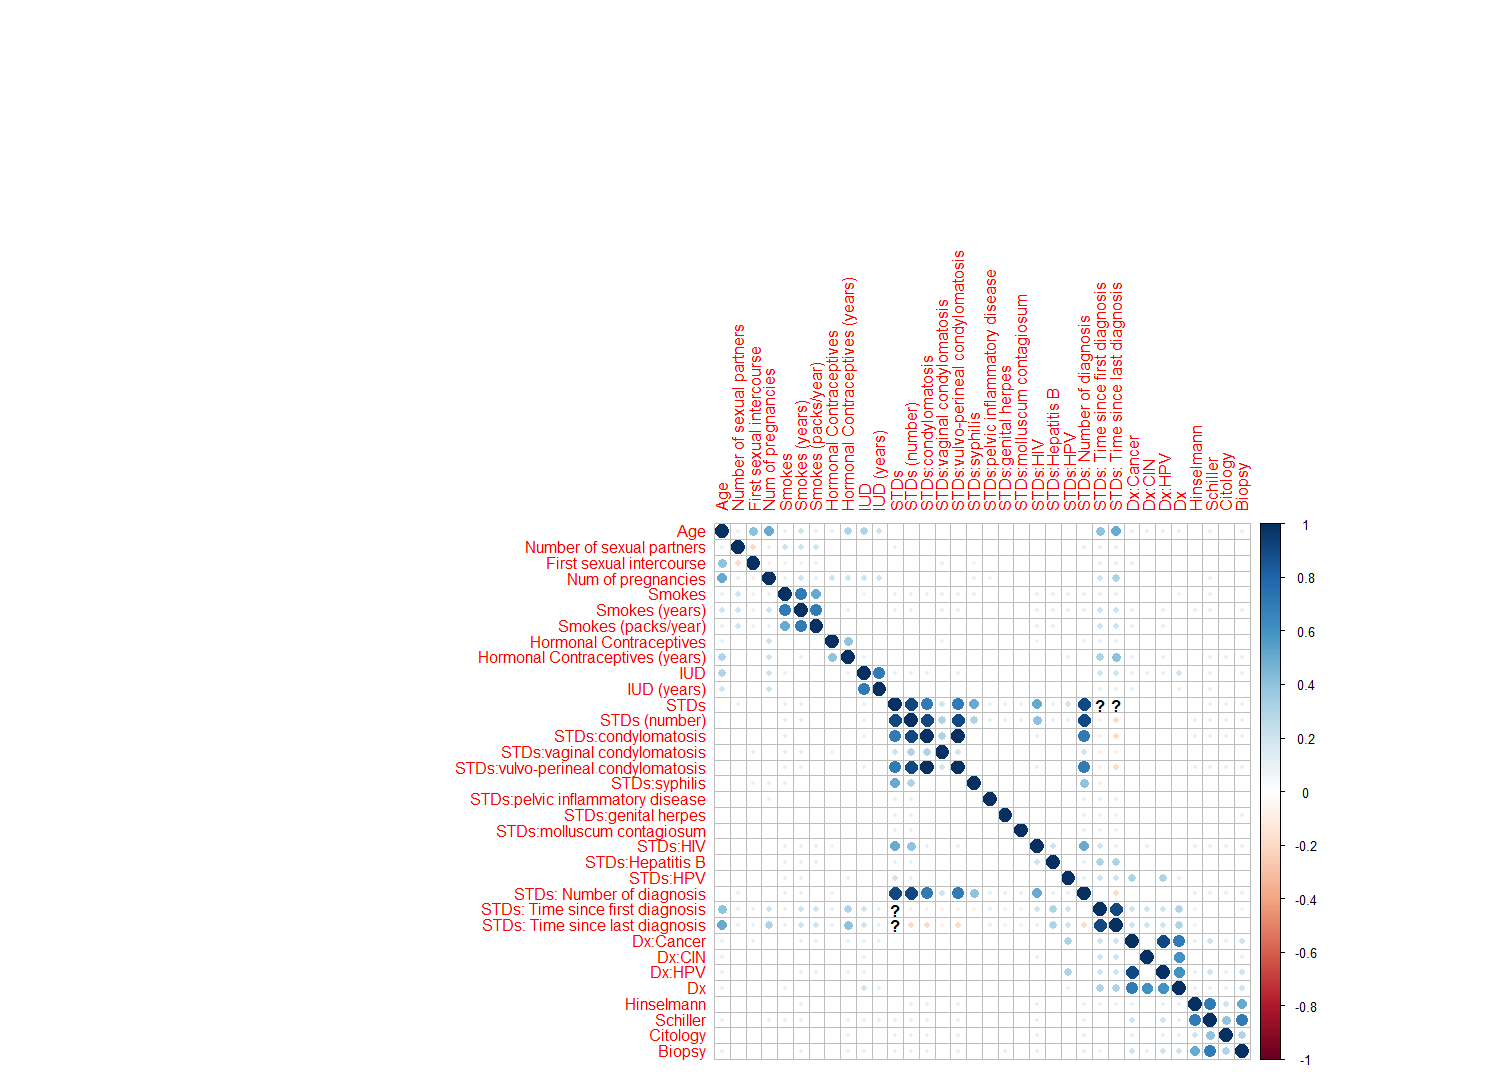 Age
Number of sexual partners
First sexual intercourse
Num of pregnancies
Smokes
Smokes (years)
Smokes (packs/year)
Hormonal Contraceptives
Hormonal Contraceptives (years)
IUD
IUD (years)
STDs
STDs (number)
STDs:condylomatosis
STDs:vaginal condylomatosis
STDs:vulvo-perineal condylomatosis
STDs:syphilis
STDs:pelvic inflammatory disease
STDs:genital herpes
STDs:molluscum contagiosum
STDs:HIV
STDs:Hepatitis B
STDs:HPV
STDs: Number of diagnosis
STDs: Time since first diagnosis
STDs: Time since last diagnosis
Dx:Cancer
Dx:CIN
Dx:HPV
Dx
Hinselmann
Schiller
Citology
Biopsy
Age
Number of sexual partners
First sexual intercourse
Num of pregnancies
Smokes
Smokes (years)
Smokes (packs/year)
Hormonal Contraceptives
Hormonal Contraceptives (years)
IUD
IUD (years)
STDs
? ?
STDs (number)
STDs:condylomatosis
STDs:vaginal condylomatosis
STDs:vulvo-perineal condylomatosis
STDs:syphilis
STDs:pelvic inflammatory disease
STDs:genital herpes
STDs:molluscum contagiosum
STDs:HIV
STDs:Hepatitis B
STDs:HPV
STDs: Number of diagnosis
STDs: Time since first diagnosis
?
STDs: Time since last diagnosis
?
Dx:Cancer
Dx:CIN
Dx:HPV
Dx
Hinselmann
Schiller
Citology
Biopsy
1
0.8
0.6
0.4
0.2
0
-0.2
-0.4
-0.6
-0.8
-1